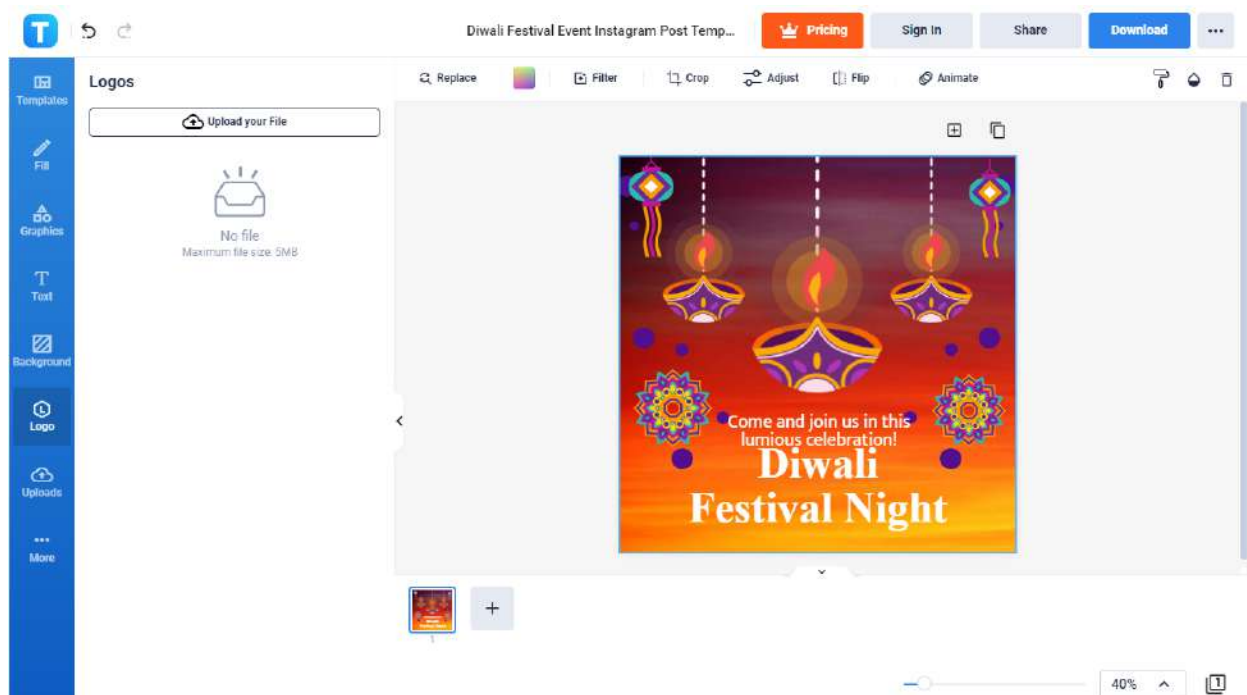 T
Diwali Festival Event Instagram Post Temp...
Pricing
Sign In
Share
Download
Templates
Fill
Graphics
Text
Background
Logo
Uploads
More
Logos
Upload your File
No file
Maximum file size: 5MB
Replace
Filter
Crop
Adjust
Flip
Animate
Come and join us in this
lumious celebration!
Diwali
Festival Night
1
40%
1